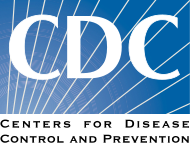 CDC
CENTERS FOR DISEASE
CONTROL AND PREVENTION